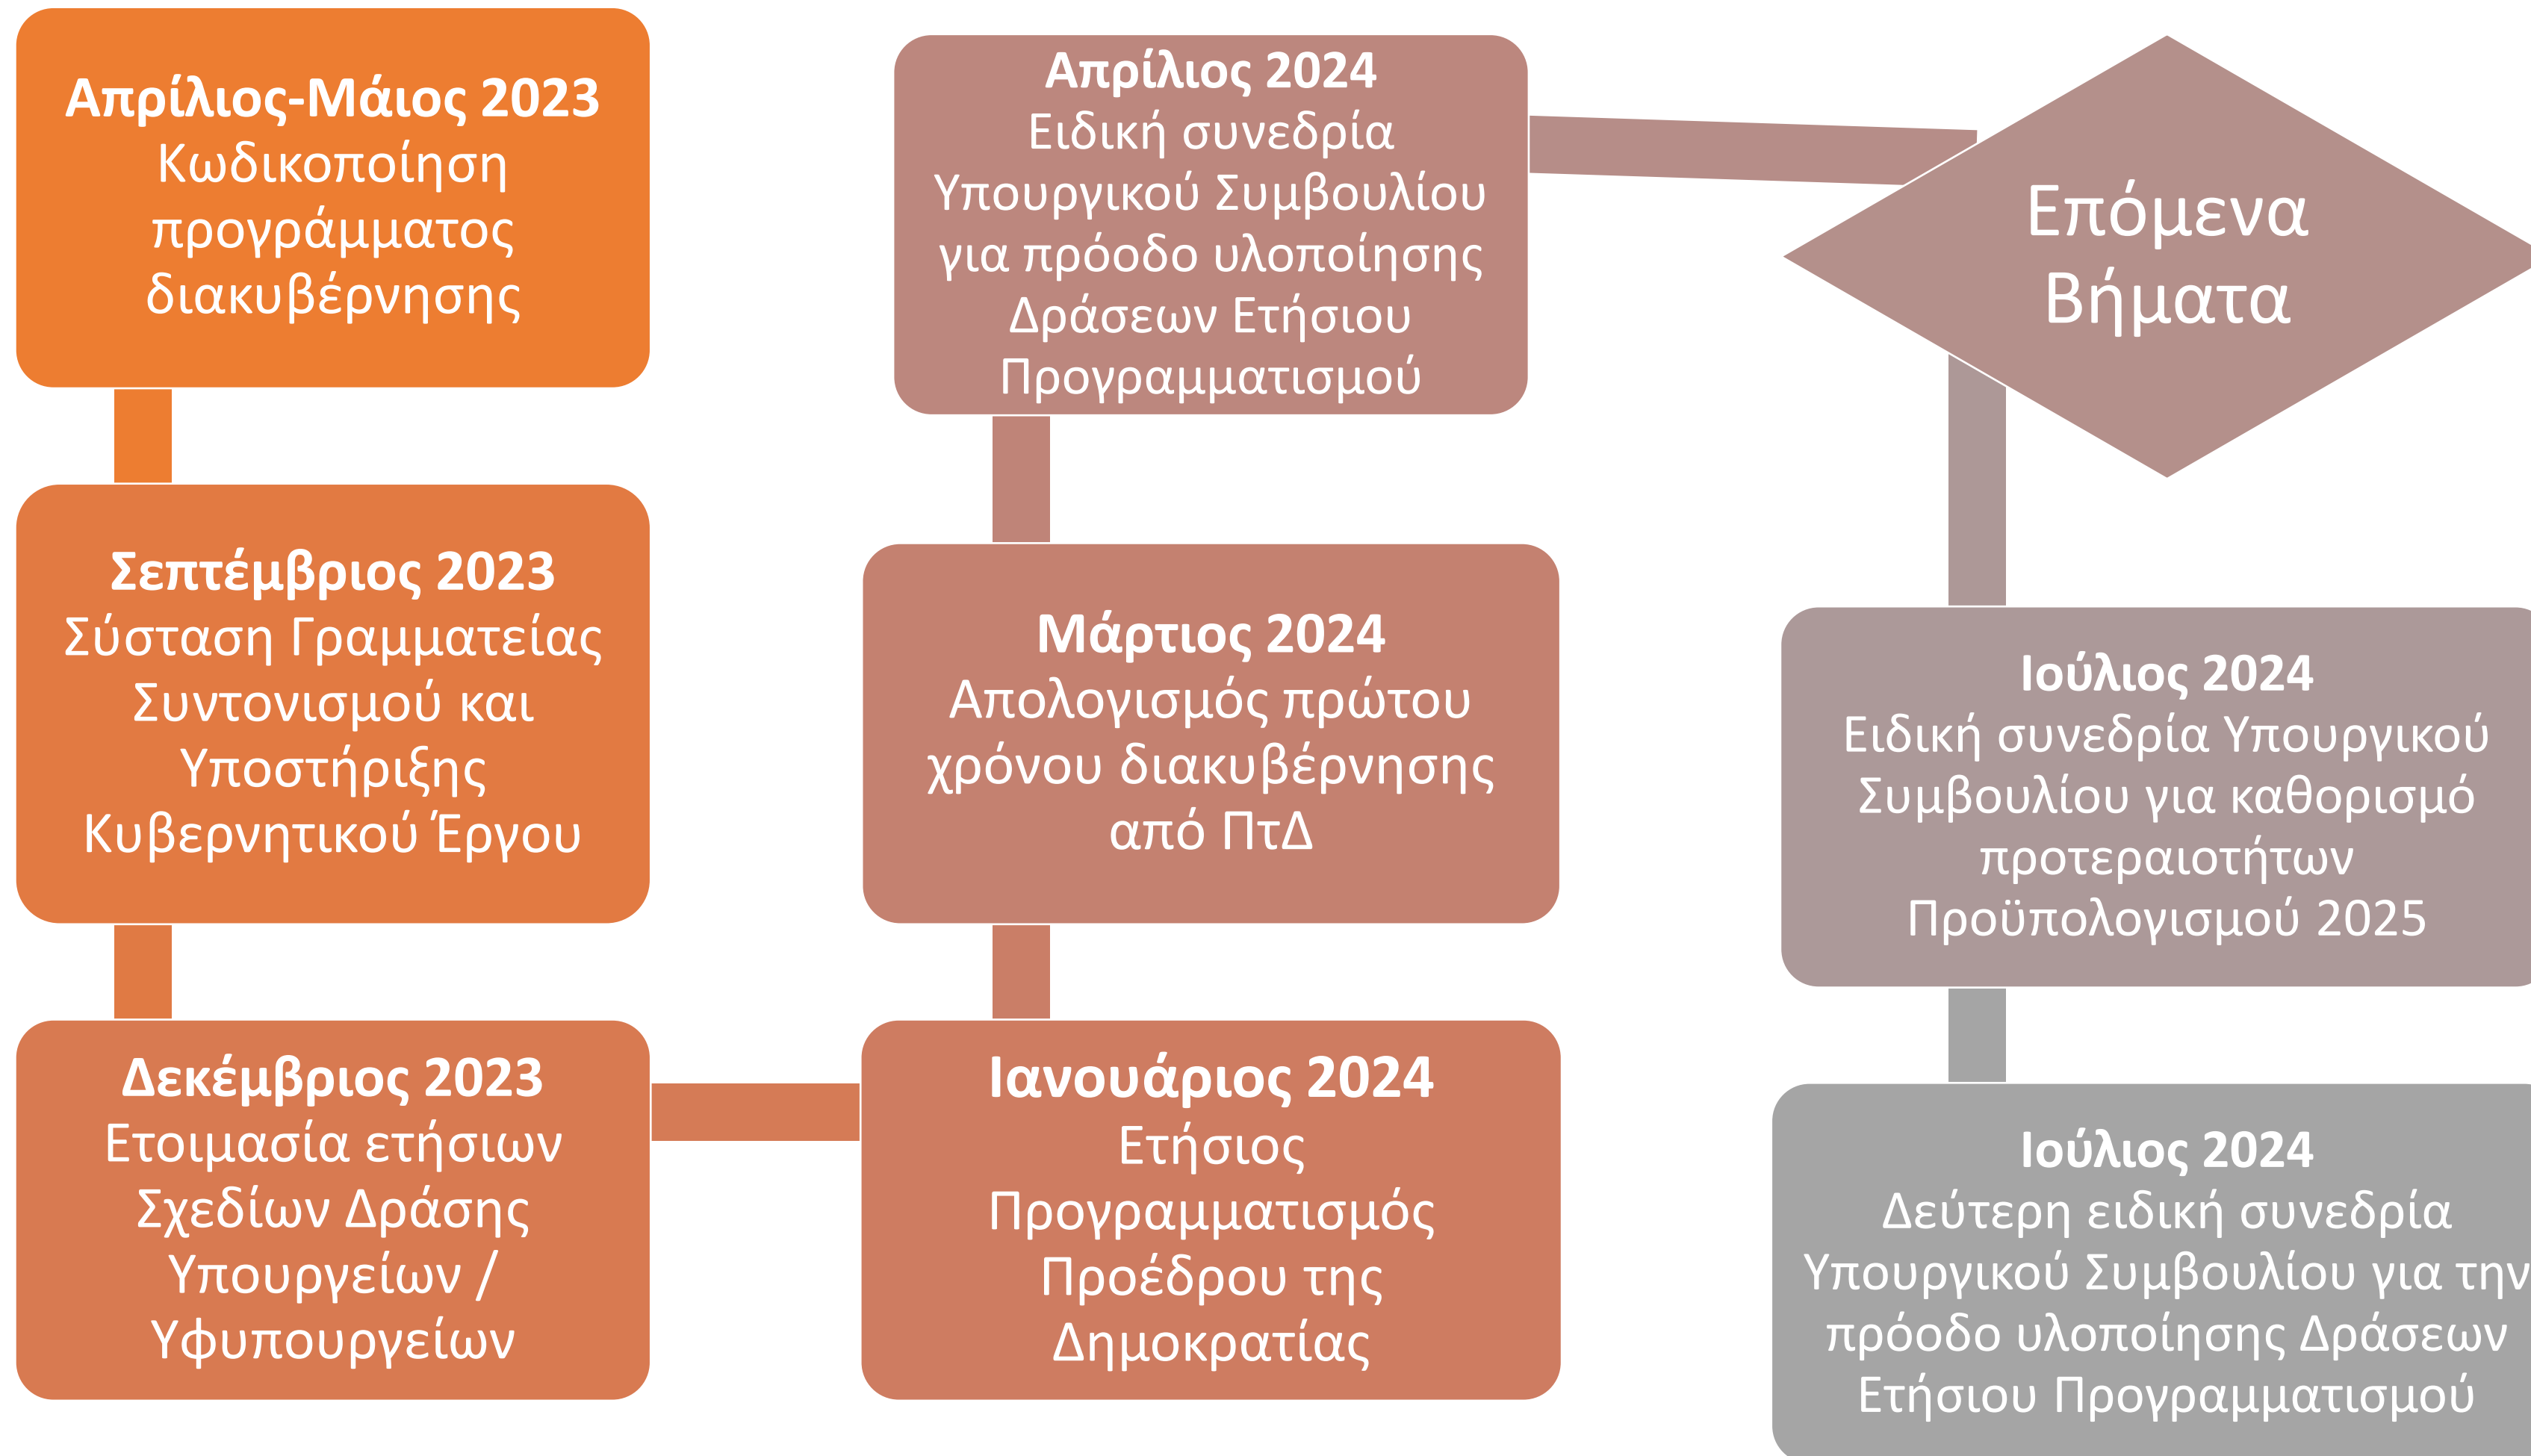 Απρίλιος-Μάιος 2023
Κωδικοποίηση
προγράμματος
διακυβέρνησης
Σεπτέμβριος 2023
Σύσταση Γραμματείας
Συντονισμού και
Υποστήριξης
Κυβερνητικού Έργου
Δεκέμβριος 2023
Ετοιμασία ετήσιων
Σχεδίων Δράσης
Υπουργείων /
Υφυπουργείων
Ιανουάριος 2024
Ετήσιος
Προγραμματισμός
Προέδρου της
Δημοκρατίας
Μάρτιος 2024
Απολογισμός πρώτου
χρόνου διακυβέρνησης
από ΠτΔ
Απρίλιος 2024
Ειδική συνεδρία
Υπουργικού Συμβουλίου
για πρόοδο υλοποίησης
Δράσεων Ετήσιου
Προγραμματισμού
Επόμενα
Βήματα
Ιούλιος 2024
Ειδική συνεδρία Υπουργικού
Συμβουλίου για καθορισμό
προτεραιοτήτων
Προϋπολογισμού 2025
Ιούλιος 2024
Δεύτερη ειδική συνεδρία
Υπουργικού Συμβουλίου για την
πρόοδο υλοποίησης Δράσεων
Ετήσιου Προγραμματισμού